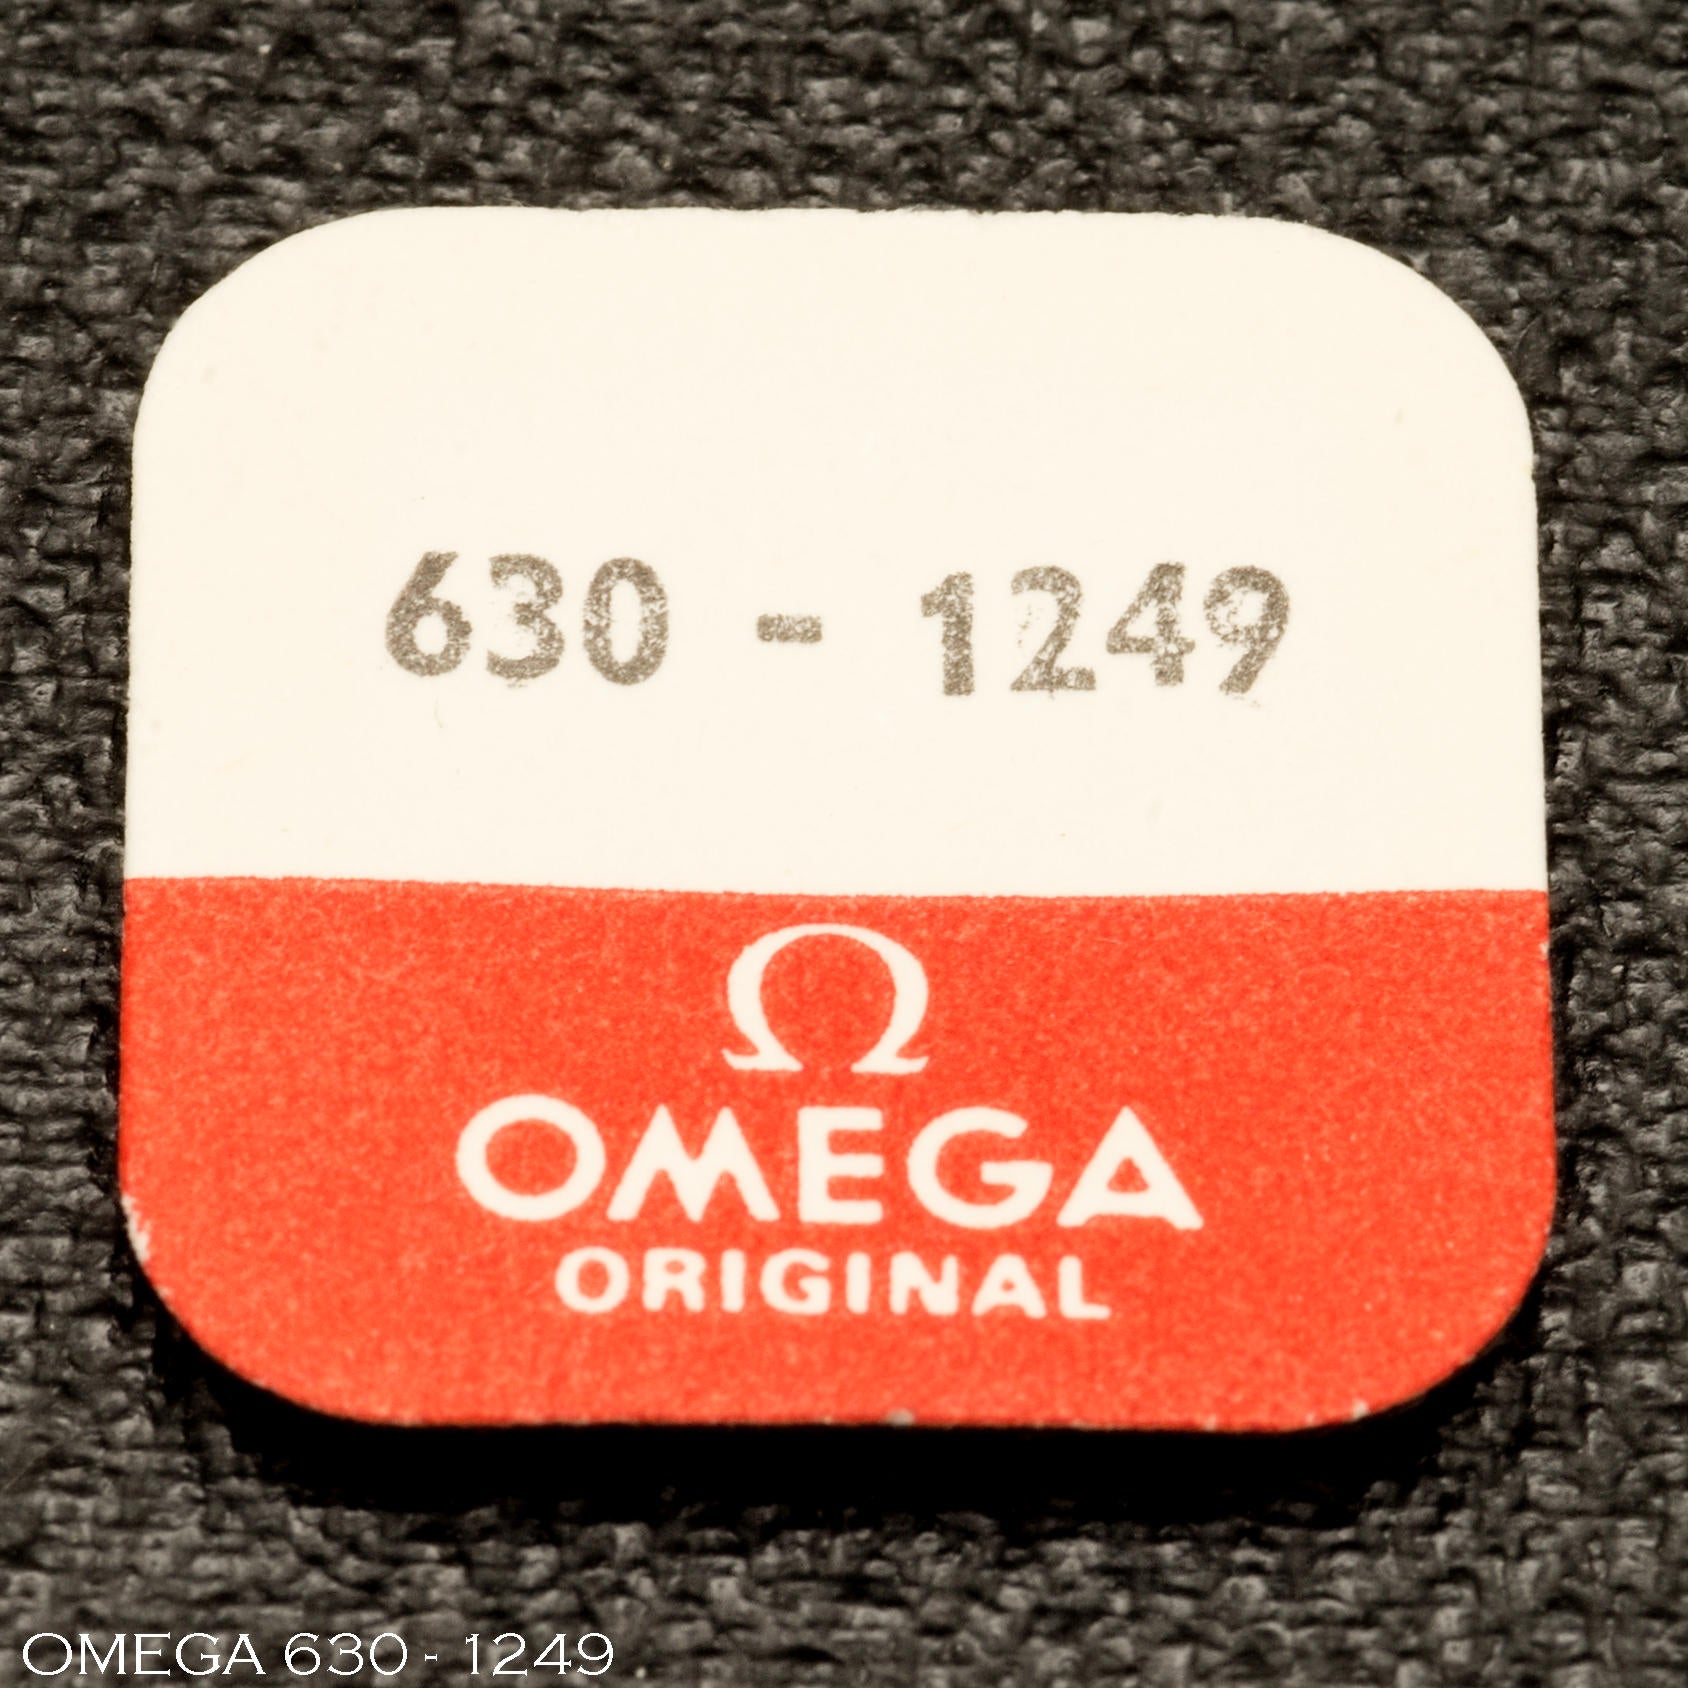 630 - 1249
Ω
OMEGA
ORIGINAL
OMEGA 630 - 1249